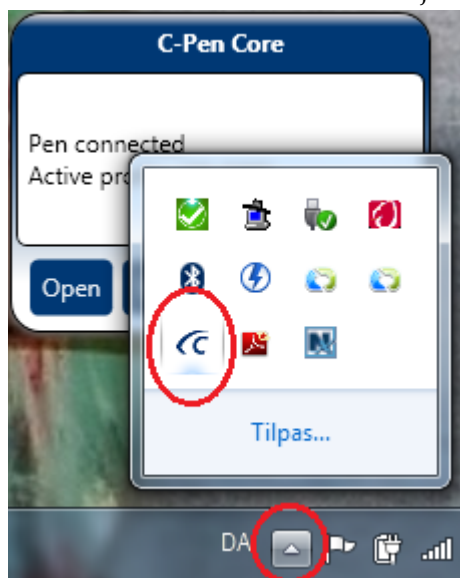 C-Pen Core
Pen connected
Active pro
Open
Tilpas...
DA